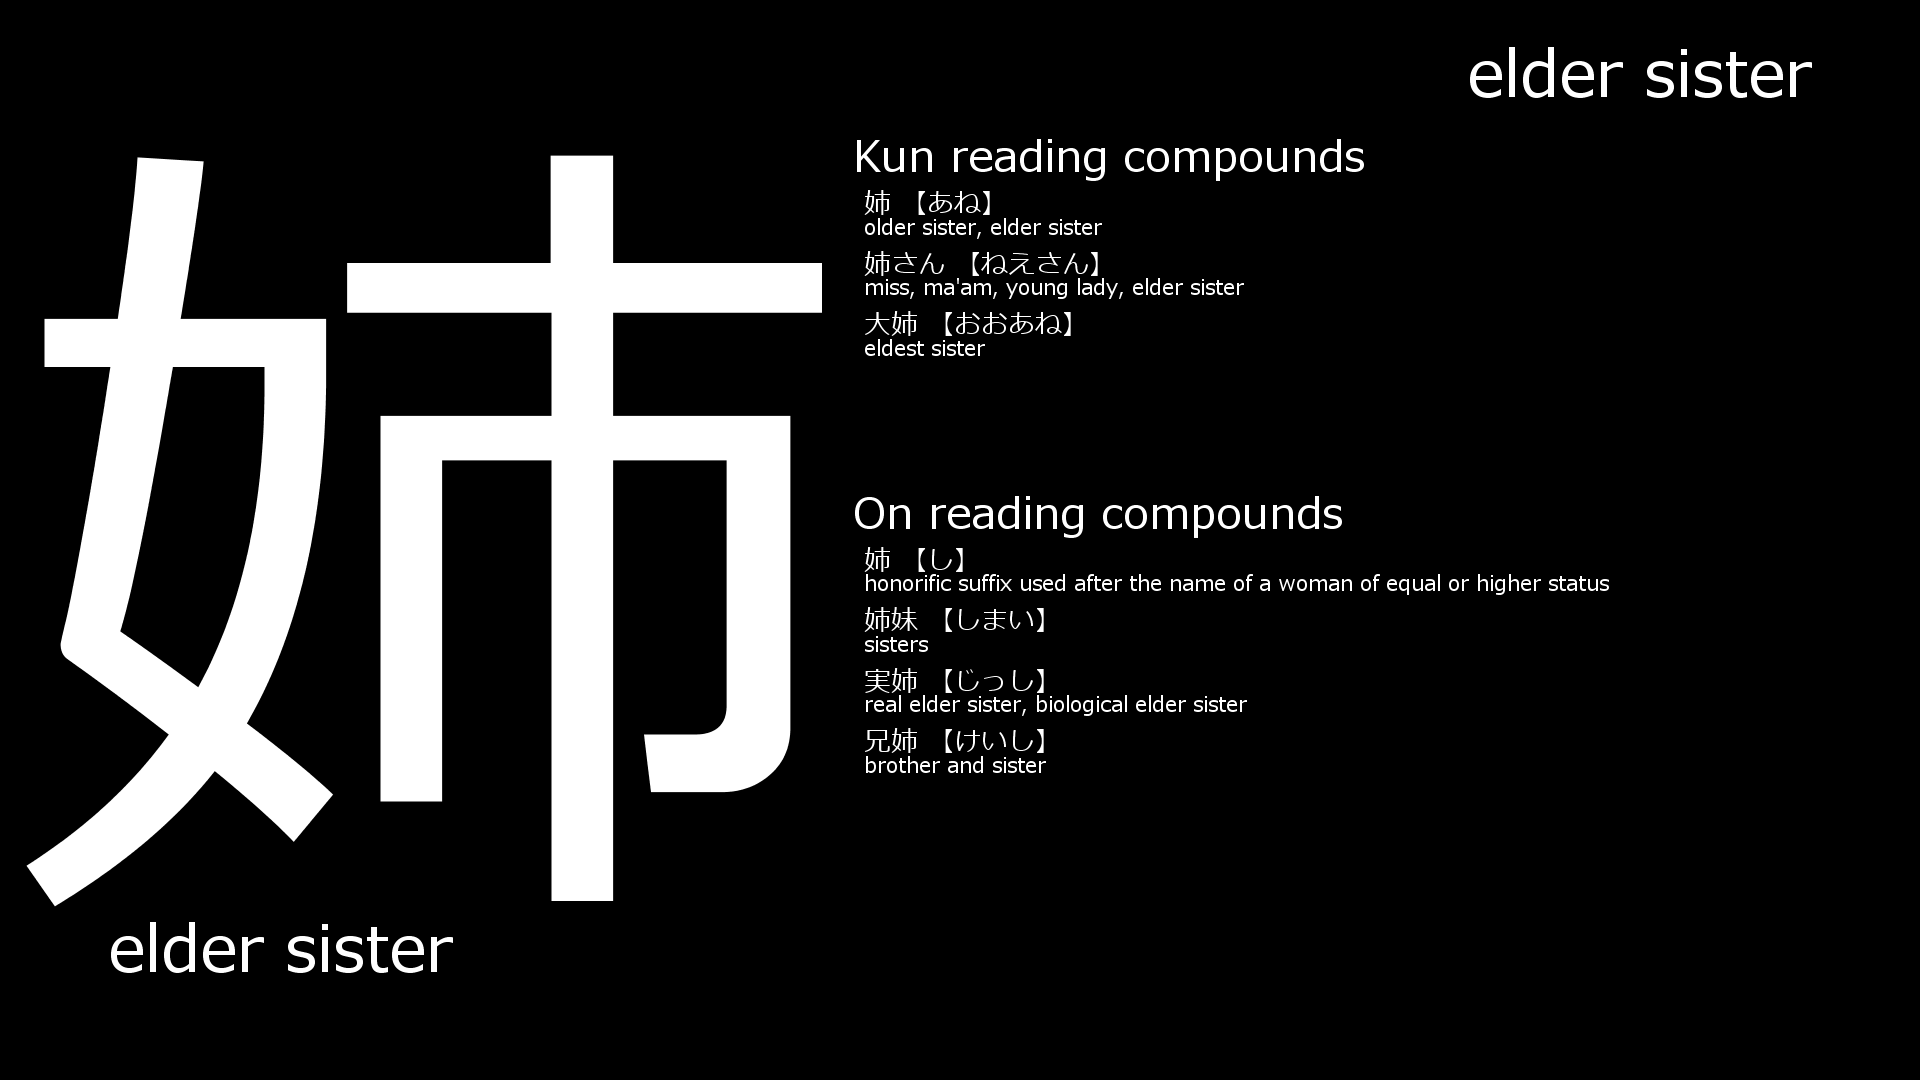 elder sister
姉
Kun reading compounds
姉 【あね】
older sister, elder sister
姉さん 【ねえさん】
miss, ma'am, young lady, elder sister
大姉 【おおあね】
eldest sister
On reading compounds
姉 【し】
honorific suffix used after the name of a woman of equal or higher status
姉妹 【しまい】
sisters
実姉 【じっし】
real elder sister, biological elder sister
兄姉 【けいし】
brother and sister
elder sister